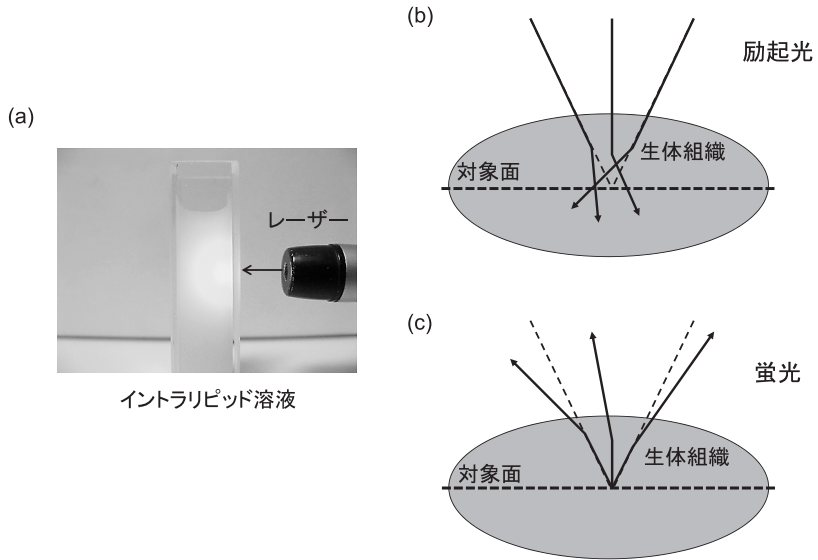 (a)
レーザー
イントラリピッド溶液
(b)
励起光
生体組織
対象面
(c)
蛍光
生体組織
対象面